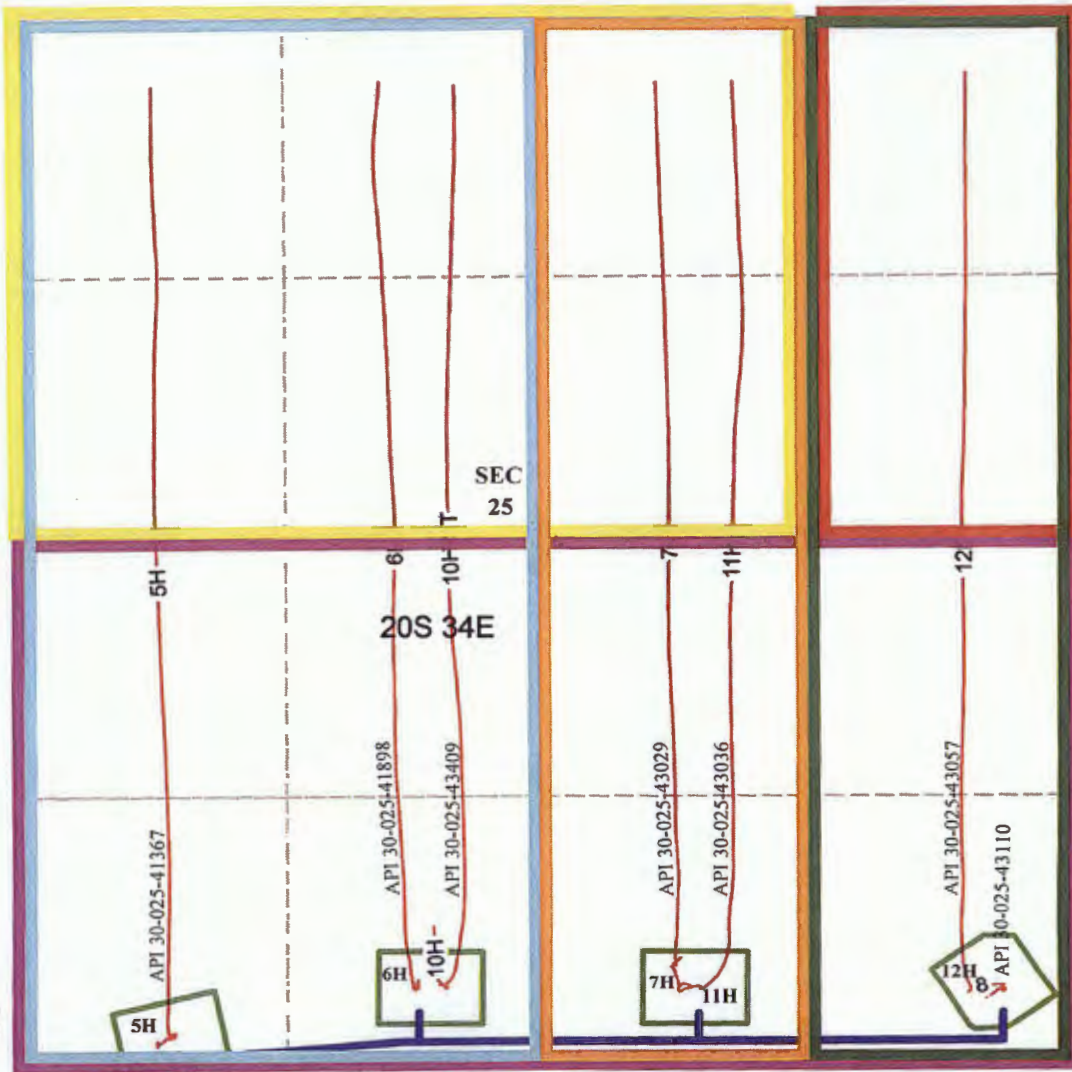 SEC
25
T
5H
6
10H
7
11H
12
20S 34E
API 30-025-41367
API 30-025-41898
API 30-025-43409
API 30-025-43029
API 30-025-43036
API 30-025-43057
API 30-025-43110
5H
6H
10H
7H
11H
12H
8